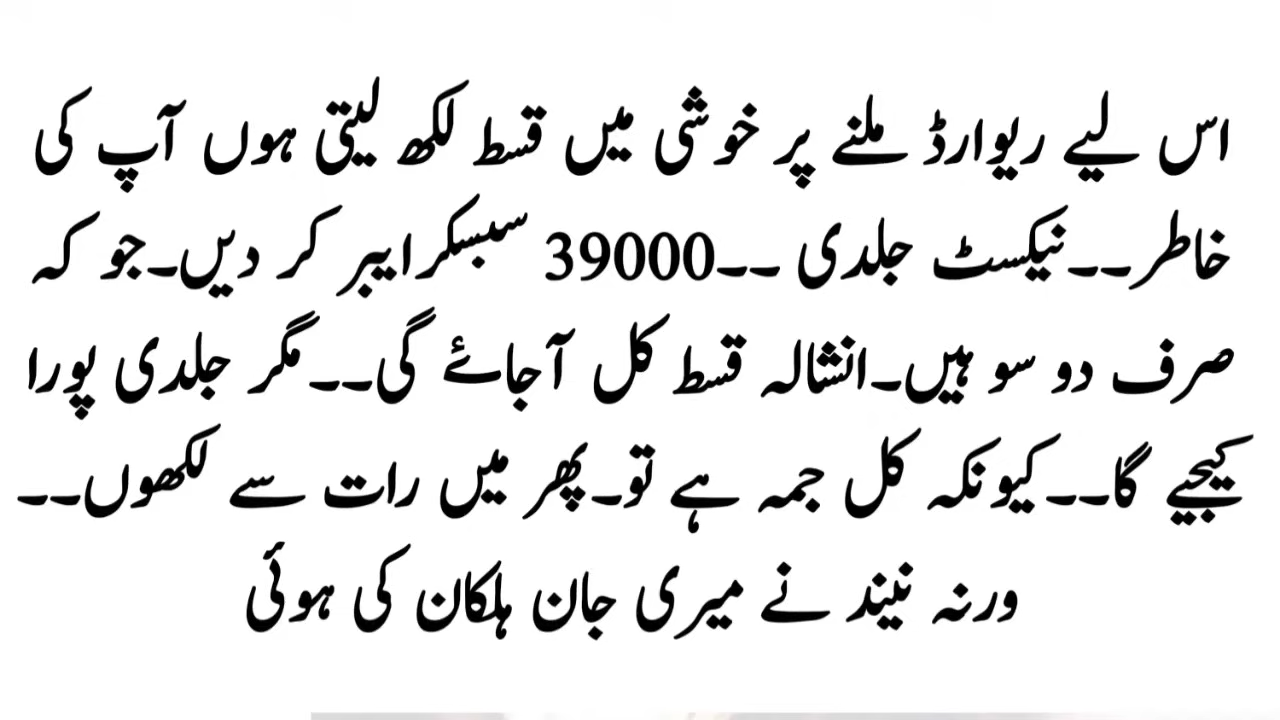 اس لیے ریوارڈ ملنے پر خوشی میں قسط لکھ لیتی ہوں آپ کی
خاطر۔۔نیکسٹ جلدی ۔۔39000 سبسکرایبر کر دیں۔جو کہ
صرف دو سو ہیں۔انشالہ قسط کل آجائے گی۔۔مگر جلدی پورا
کیجیے گا۔۔کیونکہ کل جمہ ہے تو۔پھر میں رات سے لکھوں۔۔
ورنہ نیند نے میری جان ہلکان کی ہوئی